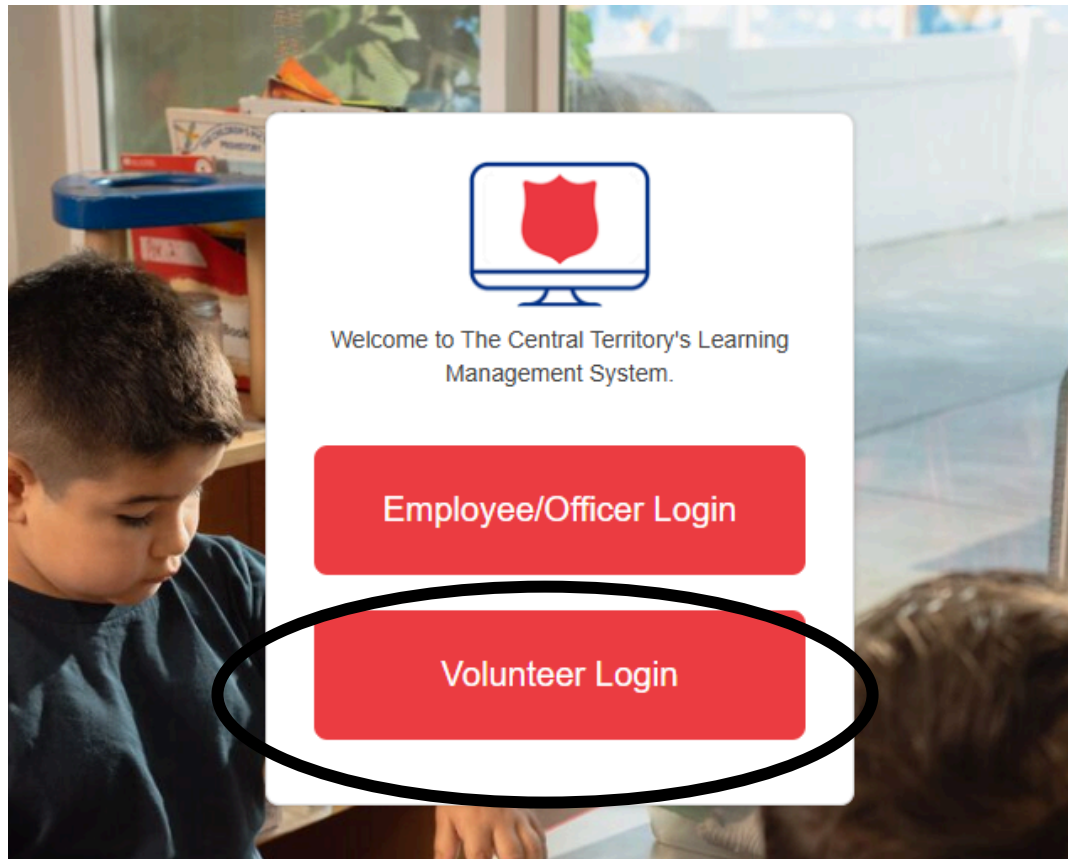 Welcome to The Central Territory's Learning
Management System.
Employee/Officer Login
Volunteer Login